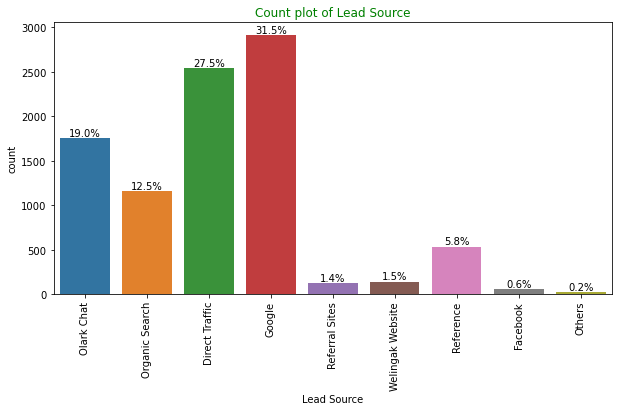 Count plot of Lead Source
3000
2500
2000
1500
1000
500
0
count
19.0%
12.5%
27.5%
31.5%
1.4%
1.5%
5.8%
0.6%
0.2%
Olark Chat
Organic Search
Direct Traffic
Google
Referral Sites
Welingak Website
Reference
Facebook
Others
Lead Source